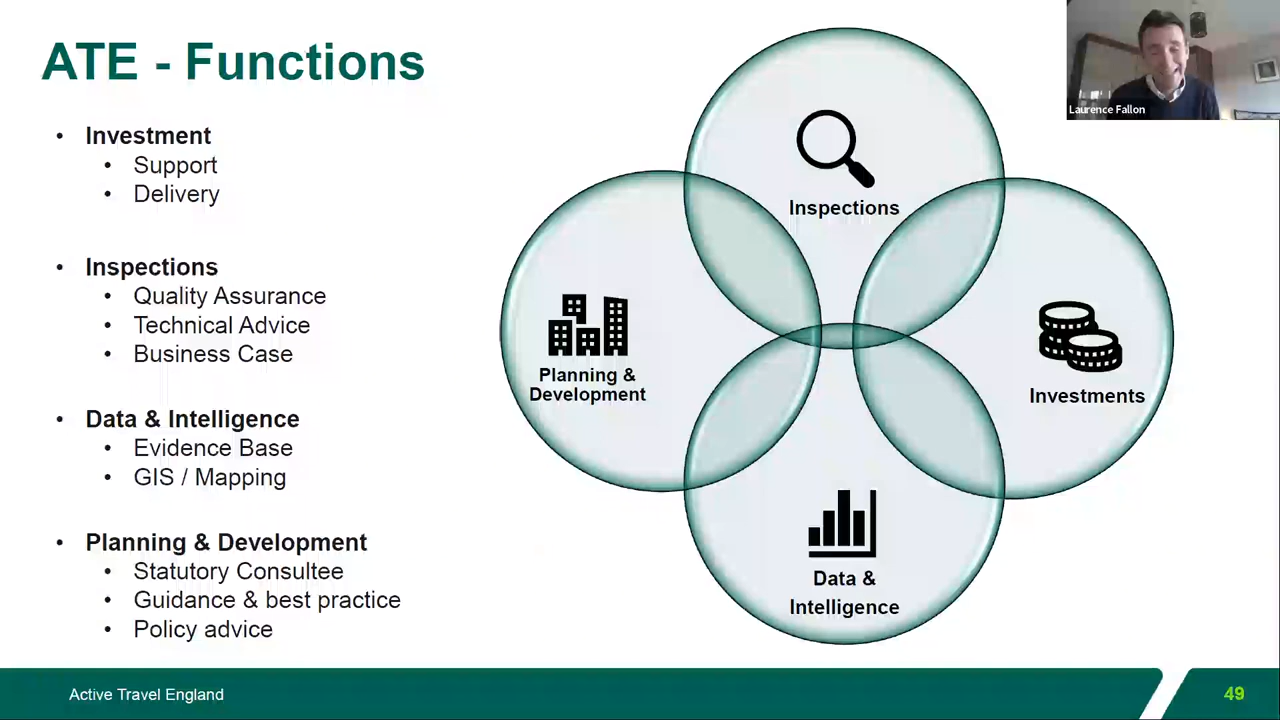 ATE - Functions
• Investment
• Support
• Delivery
• Inspections
• Quality Assurance
• Technical Advice
• Business Case
• Data & Intelligence
• Evidence Base
• GIS / Mapping
• Planning & Development
• Statutory Consultee
• Guidance & best practice
• Policy advice
Inspections
Planning &
Development
Investments
Data &
Intelligence
Laurence Fallon
Active Travel England
49